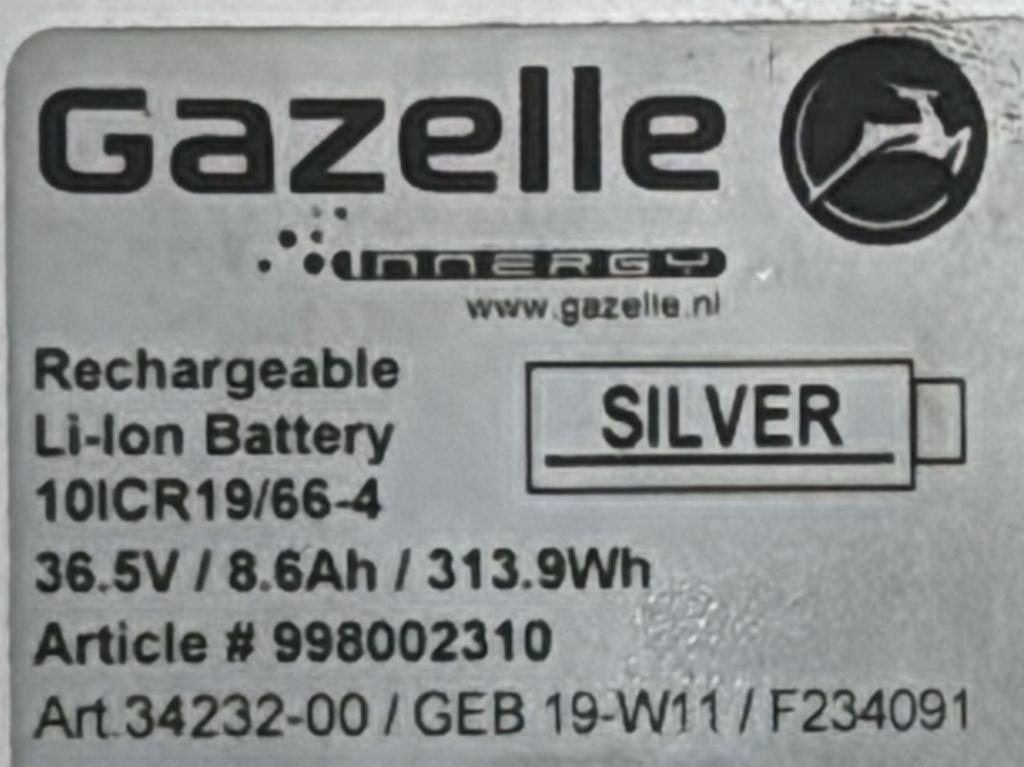 Gazelle
INNERGY
www.gazelle.nl
Rechargeable
Li-Ion Battery
SILVER
10ICR19/66-4
36.5V / 8.6Ah / 313.9Wh
Article # 998002310
Art.34232-00 / GEB 19-W11 / F234091